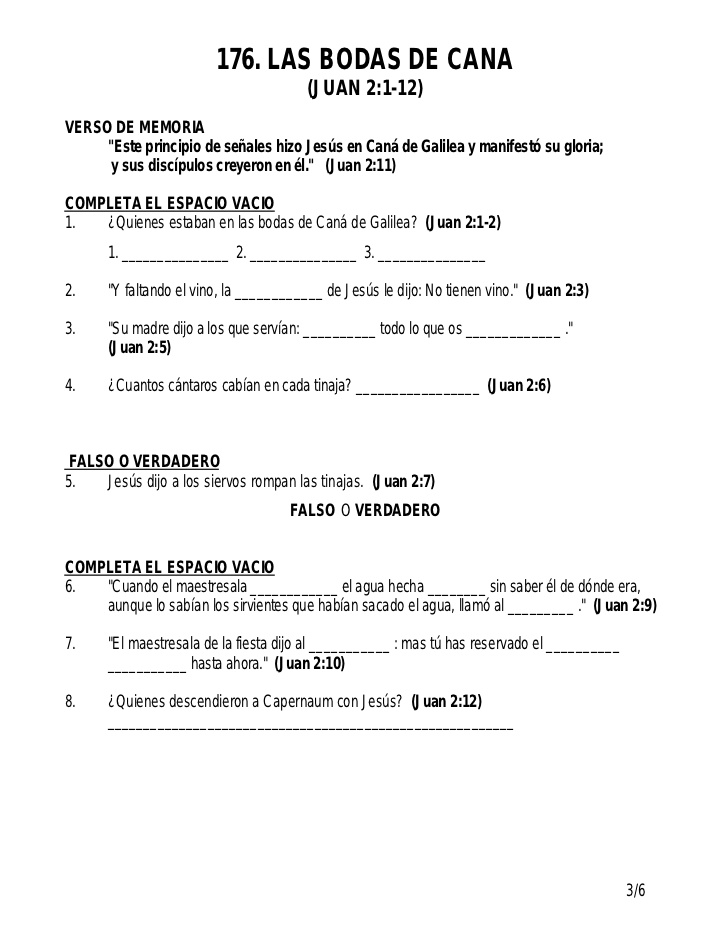 176. LAS BODAS DE CANA
(JUAN 2:1-12)
VERSO DE MEMORIA
"Este principio de señales hizo Jesús en Caná de Galilea y manifestó su gloria;
y sus discípulos creyeron en él." (Juan 2:11)
COMPLETA EL ESPACIO VACIO
1. ¿Quienes estaban en las bodas de Caná de Galilea? (Juan 2:1-2)
1. _______________ 2. _______________ 3. _______________
2. "Y faltando el vino, la ____________ de Jesús le dijo: No tienen vino." (Juan 2:3)
3. "Su madre dijo a los que servían: __________ todo lo que os _____________ ."
(Juan 2:5)
4. ¿Cuantos cántaros cabían en cada tinaja? _________________ (Juan 2:6)
FALSO O VERDADERO
5. Jesús dijo a los siervos rompan las tinajas. (Juan 2:7)
FALSO O VERDADERO
COMPLETA EL ESPACIO VACIO
6. "Cuando el maestresala ____________ el agua hecha ________ sin saber él de dónde era,
aunque lo sabían los sirvientes que habían sacado el agua, llamó al _________ ." (Juan 2:9)
7. "El maestresala de la fiesta dijo al ___________ : mas tú has reservado el __________
___________ hasta ahora." (Juan 2:10)
8. ¿Quienes descendieron a Capernaum con Jesús? (Juan 2:12)
_________________________________________________________
3/6